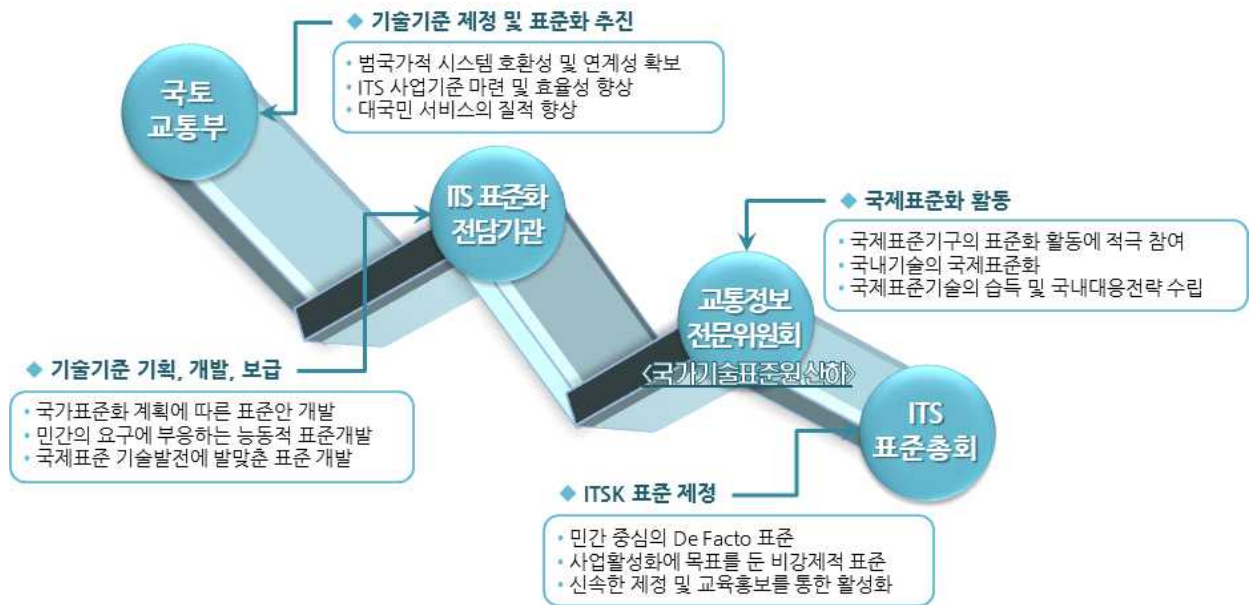 ◆ 기술기준 제정 및 표준화 추진
• 범국가적 시스템 호환성 및 연계성 확보
• ITS 사업기준 마련 및 효율성 향상
• 대국민 서비스의 질적 향상
국토
교통부
ITS 표준화
전담기관
◆ 국제표준화 활동
• 국제표준기구의 표준화 활동에 적극 참여
• 국내기술의 국제표준화
• 국제표준기술의 습득 및 국내대응전략 수립
교통정보
전문위원회
<국가기술표준원 산하>
◆ 기술기준 기획, 개발, 보급
• 국가표준화 계획에 따른 표준안 개발
• 민간의 요구에 부응하는 능동적 표준개발
• 국제표준 기술발전에 발맞춘 표준 개발
ITS
표준총회
◆ ITSK 표준 제정
• 민간 중심의 De Facto 표준
• 사업활성화에 목표를 둔 비강제적 표준
• 신속한 제정 및 교육홍보를 통한 활성화